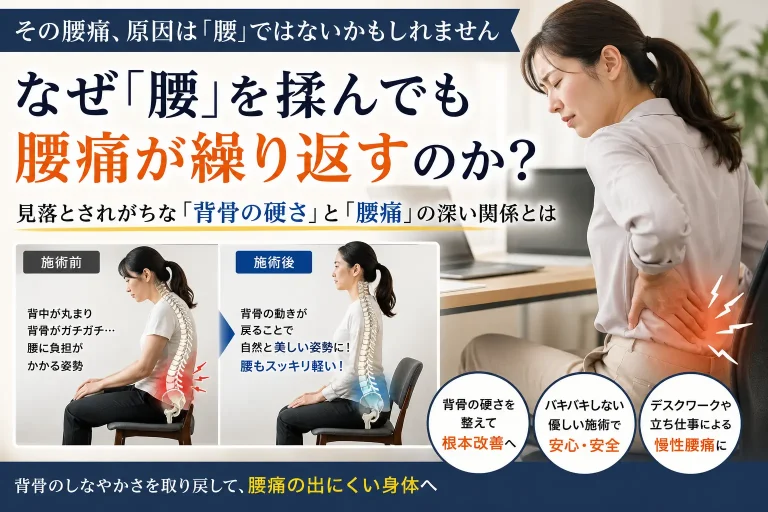 その腰痛、原因は「腰」ではないかもしれません
なぜ「腰」を揉んでも
腰痛が繰り返すのか?
見落とされがちな「背骨の硬さ」と「腰痛」の深い関係とは
施術前
背中が丸まり
背骨がガチガチ…
腰に負担が
かかる姿勢
施術後
背骨の動きが
戻ることで
自然と美しい姿勢に!
腰もスッキリ軽い!
背骨の硬さを
整えて
根本改善へ
バキバキしない
優しい施術で
安心・安全
デスクワークや
立ち仕事による
慢性腰痛に
背骨のしなやかさを取り戻して、腰痛の出にくい身体へ